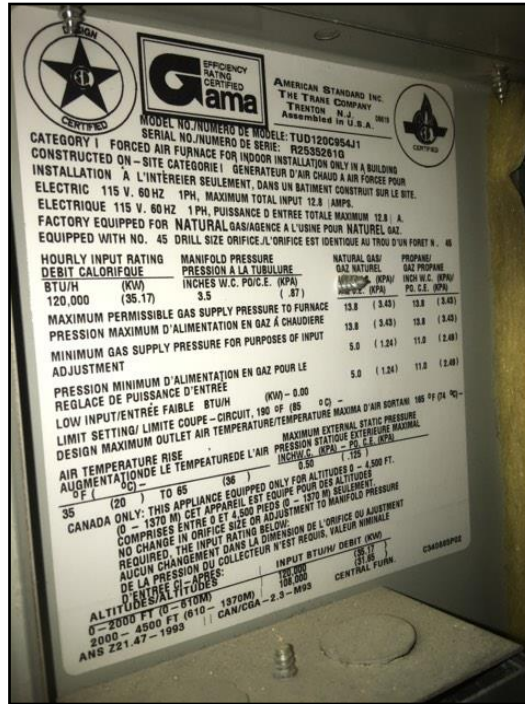 DESIGN
CERTIFIED
EFFICIENCY
RATING
CERTIFIED
Gama
AMERICAN STANDARD INC.
THE TRANE COMPANY
TRENTON N.J. 08619
Assembled in U.S.A.
CERTIFIED
MODEL NO./NUMERO DE MODELE: TUD120C954J1
SERIAL NO/NUMERO DE SERIE: R2535261G
CATEGORY I FORCED AIR FURNACE FOR INDOOR INSTALLATION ONLY IN A BUILDING
CONSTRUCTED ON-SITE CATEGORIE I GENERATEUR D'AIR CHAUD A AIR FORCEE POUR
INSTALLATION A L'INTEREIER SEULEMENT, DANS UN BATIMENT CONSTRUIT SUR LE SITE.
ELECTRIC 115 V. 60 HZ 1PH, MAXIMUM TOTAL INPUT 12.8 |AMPS.
ELECTRIQUE 115 V. 60 HZ 1 PH, PUISSANCE D ENTREE TOTALE MAXIMUM 12.8 | A.
FACTORY EQUIPPED FOR NATURAL GAS/AGENCE A L'USINE POUR NATUREL GAZ.
EQUIPPED WITH NO. 45 DRILL SIZE ORIFICE./L'ORIFICE EST IDENTIQUE AU TROU D'UN FORET N . 45
HOURLY INPUT RATING MANIFOLD PRESSURE NATURAL GAS/ PROPANE/
DEBIT CALORIFQUE PRESSION A LA TUBULURE GAZ NATUREL GAZ PROPANE
BTU/H (KW) INCHES W.C. PO/C.E. (KPA) (KPA)/ INCH W.C. (KPA)/
120,000 (35.17) 3.5 (.87) (KPA) PO. C.E. (KPA)
MAXIMUM PERMISSIBLE GAS SUPPLY PRESSURE TO FURNACE 13.8 (3.43) 13.8 (3.43)
PRESSION MAXIMUM D'ALIMENTATION EN GAZ À CHAUDIERE 13.8 (3.43) 13.8 (3.43)
MINIMUM GAS SUPPLY PRESSURE FOR PURPOSES OF INPUT
ADJUSTMENT 5.0 (1.24) 11.0 (2.49)
PRESSION MINIMUM D'ALIMENTATION EN GAZ POUR LE
REGLACE DE PUISSANCE D'ENTRÉE 5.0 (1.24) 11.0 (2.49)
LOW INPUT/ENTRÉE FAIBLE BTU/H (KW) - 0.00
LIMIT SETTING/ LIMITE COUPE-CIRCUIT, 190 °F (85 °C) -
DESIGN MAXIMUM OUTLET AIR TEMPERATURE/TEMPERATURE MAXIMA D'AIR SORTANI 165 °F (74 °C) -
AIR TEMPERATURE RISE MAXIMUM EXTERNAL STATIC PRESSURE
AUGMENTATIONDE LE TEMPEATUREDE L'AIR PRESSION STATIQUE EXTERIEURE MAXIMAL
°F ( °C) - INCHW.C. (KPA) - PO. C.E. (KPA)
35 (20 ) TO 65 (36 ) 0.50 ( .125 )
CANADA ONLY: THIS APPLIANCE EQUIPPED ONLY FOR ALTITUDES 0 - 4,500 FT.
(0 - 1370 M) CET APPAREIL EST EQUIPE POUR DES ALTITUDES
COMPRISES ENTRE 0 ET 4,500 PIEDS (0 - 1370 M) SEULEMENT.
NO CHANGE IN ORIFICE SIZE OR ADJUSTMENT TO MANIFOLD PRESSURE
REQUIRED. THE INPUT RATING BELOW:
AUCUN CHANGEMENT DANS LA DIMENSION DE L'ORIFICE OU AJUSTMENT
DE LA PRESSION DU COLLECTEUR N'EST REQUIS, VALEUR NIMINALE
D'ENTRÉE CI-APRÈS:
ALTITUDES/ALTITUDES INPUT BTU/H/ DEBIT (KW)
0-2000 FT (0-610M) 120,000 (35.17
2000 - 4500 FT (610 - 1370M) 108,000 (31.65
ANS Z21.47-1993 || CAN/CGA-2.3-M93 CENTRAL FURN. C340885P02